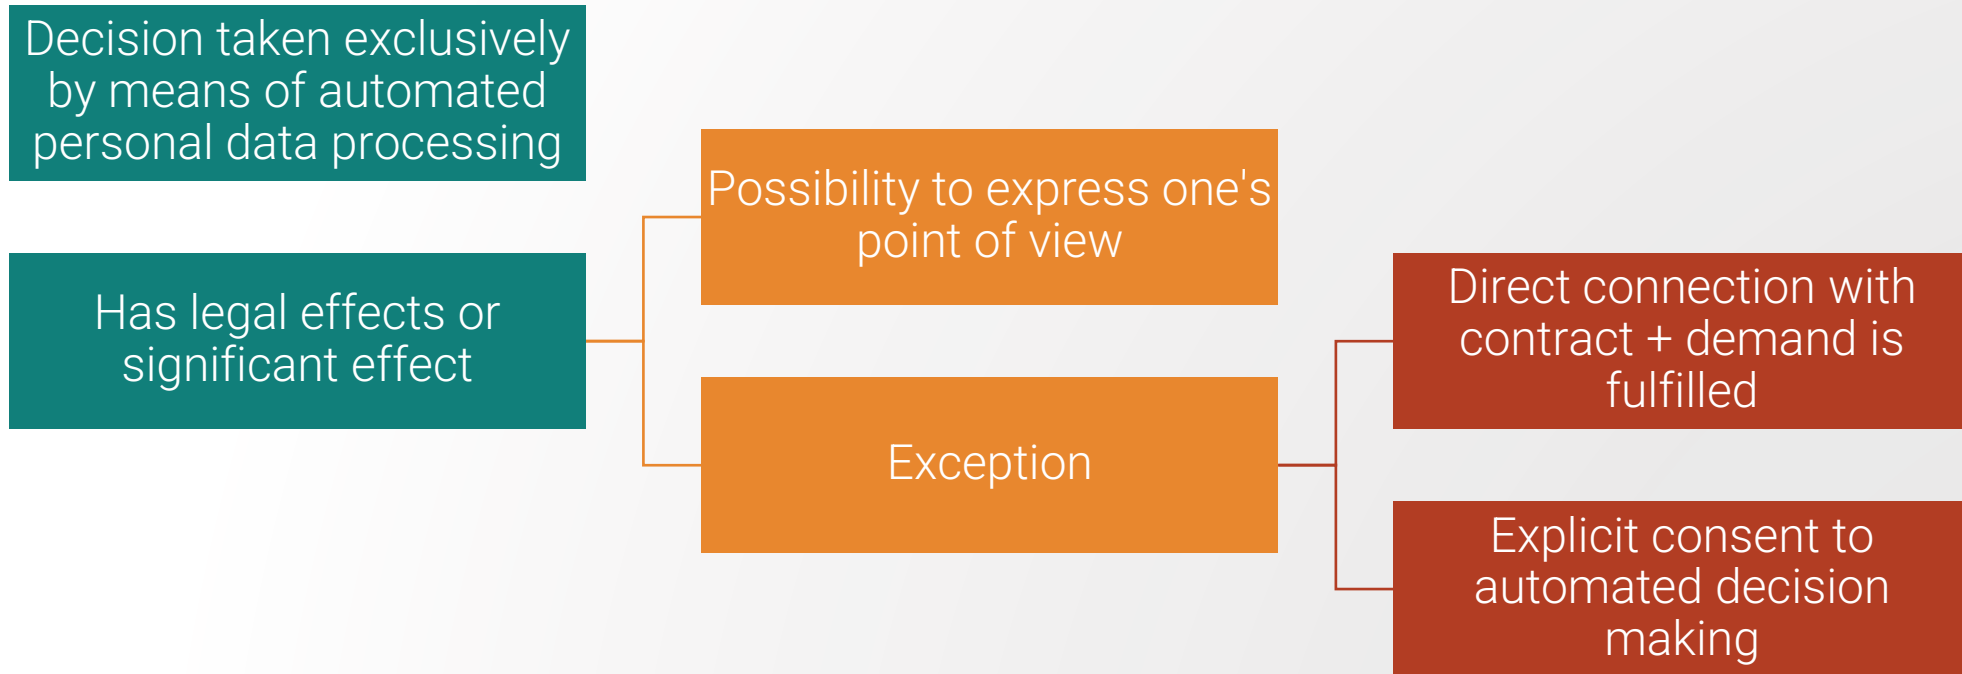 Decision taken exclusively
by means of automated
personal data processing
Has legal effects or
significant effect
Possibility to express one's
point of view
Exception
Direct connection with
contract + demand is
fulfilled
Explicit consent to
automated decision
making